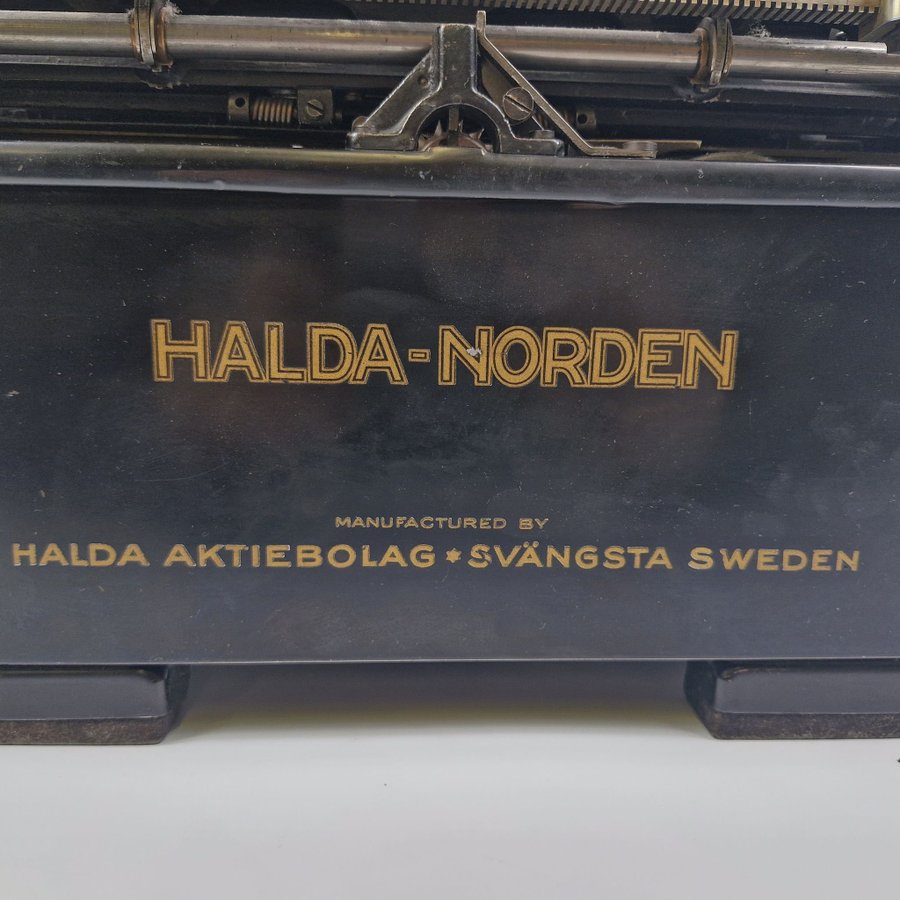 HALDA-NORDEN
MANUFACTURED BY
HALDA AKTIEBOLAG * SVÄNGSTA SWEDEN